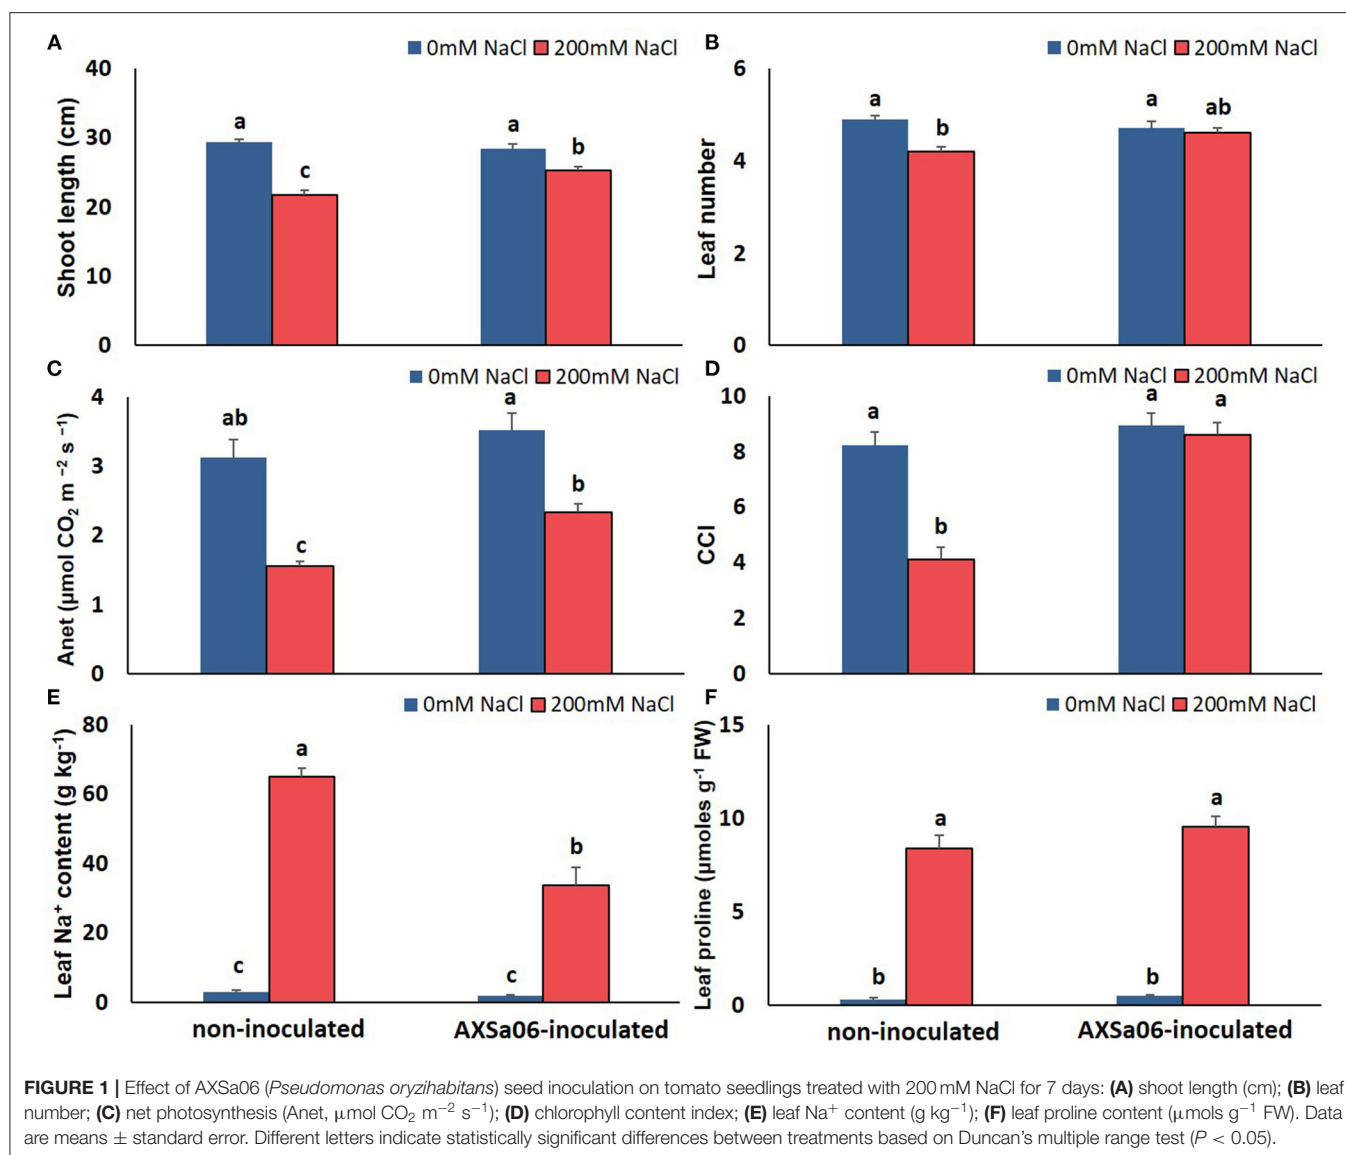 A
0mM NaCl 200mM NaCl
40
30
20
10
0
Shoot length (cm)
a
c
a
b
B
0mM NaCl 200mM NaCl
6
4
2
0
Leaf number
a
b
a
ab
C
0mM NaCl 200mM NaCl
4
3
2
1
0
Anet (µmol CO₂ m ⁻² s ⁻¹)
ab
c
a
b
D
0mM NaCl 200mM NaCl
10
8
6
4
2
0
CCI
a
b
a
a
E
0mM NaCl 200mM NaCl
80
60
40
20
0
Leaf Na⁺ content (g kg⁻¹)
c
a
c
b
non-inoculated AXSa06-inoculated
F
0mM NaCl 200mM NaCl
15
10
5
0
Leaf proline (µmoles g⁻¹ FW)
b
a
b
a
non-inoculated AXSa06-inoculated
FIGURE 1 | Effect of AXSa06 (Pseudomonas oryzihabitans) seed inoculation on tomato seedlings treated with 200 mM NaCl for 7 days: (A) shoot length (cm); (B) leaf
number; (C) net photosynthesis (Anet, µmol CO₂ m⁻² s⁻¹); (D) chlorophyll content index; (E) leaf Na⁺ content (g kg⁻¹); (F) leaf proline content (µmols g⁻¹ FW). Data
are means ± standard error. Different letters indicate statistically significant differences between treatments based on Duncan's multiple range test (P < 0.05).